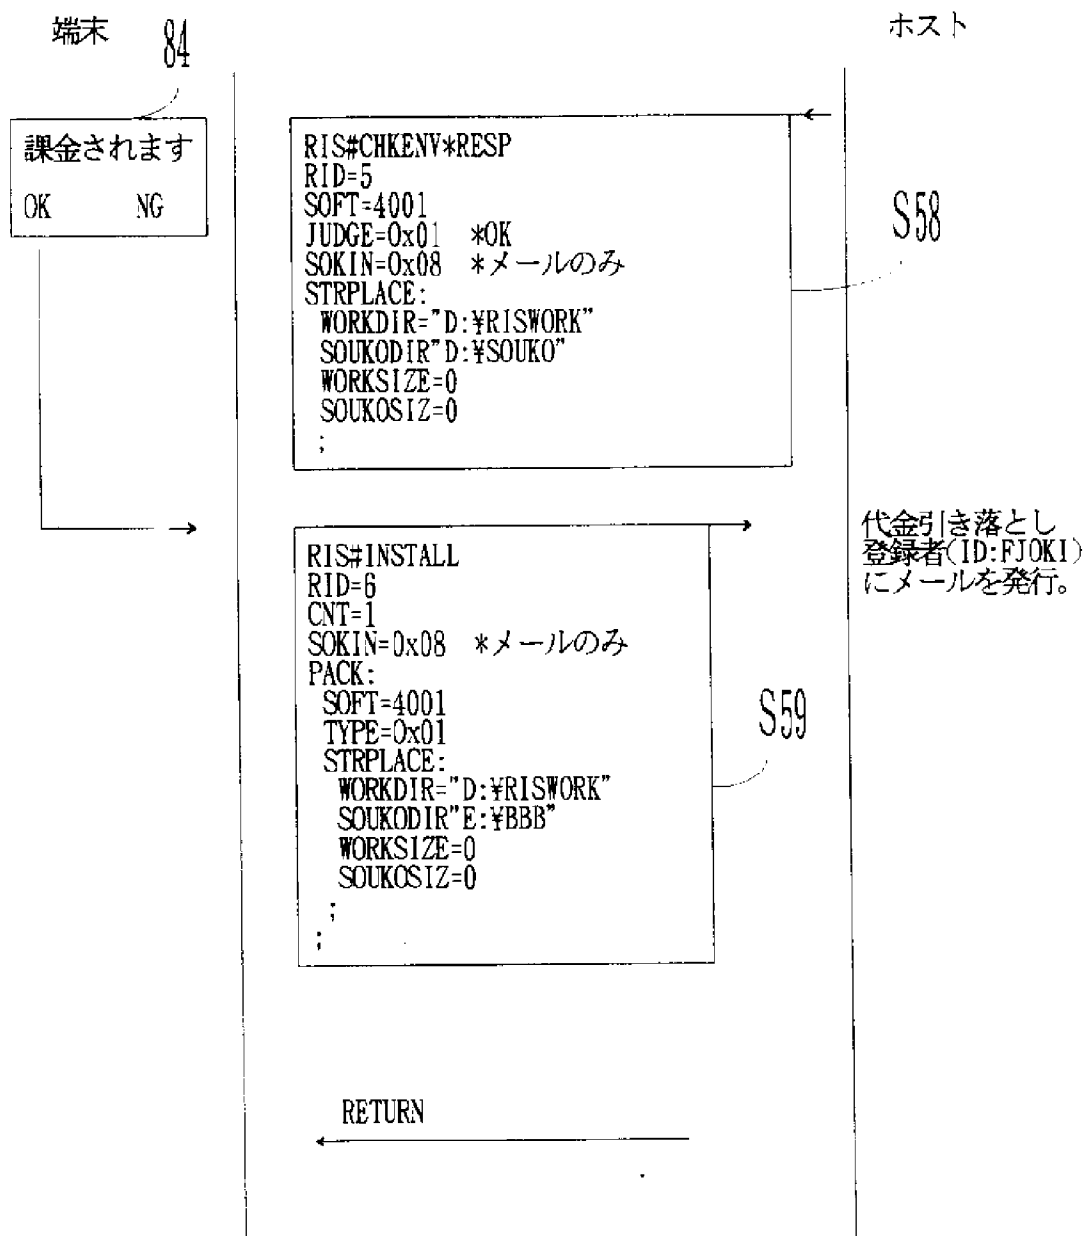 端末
84
ホスト
課金されます
OK NG
RIS#CHKENV*RESP
RID=5
SOFT=4001
JUDGE=0x01 *OK
SOKIN=0x08 *メールのみ
STRPLACE:
WORKDIR="D:¥RISWORK"
SOUKODIR"D:¥SOUKO"
WORKSIZE=0
SOUKOSIZ=0
;
S58
代金引き落とし
登録者(ID:FJOKI)
にメールを発行。
RIS#INSTALL
RID=6
CNT=1
SOKIN=0x08 *メールのみ
PACK:
SOFT=4001
TYPE=0x01
STRPLACE:
WORKDIR="D:¥RISWORK"
SOUKODIR"E:¥BBB"
WORKSIZE=0
SOUKOSIZ=0
;
;
S59
RETURN